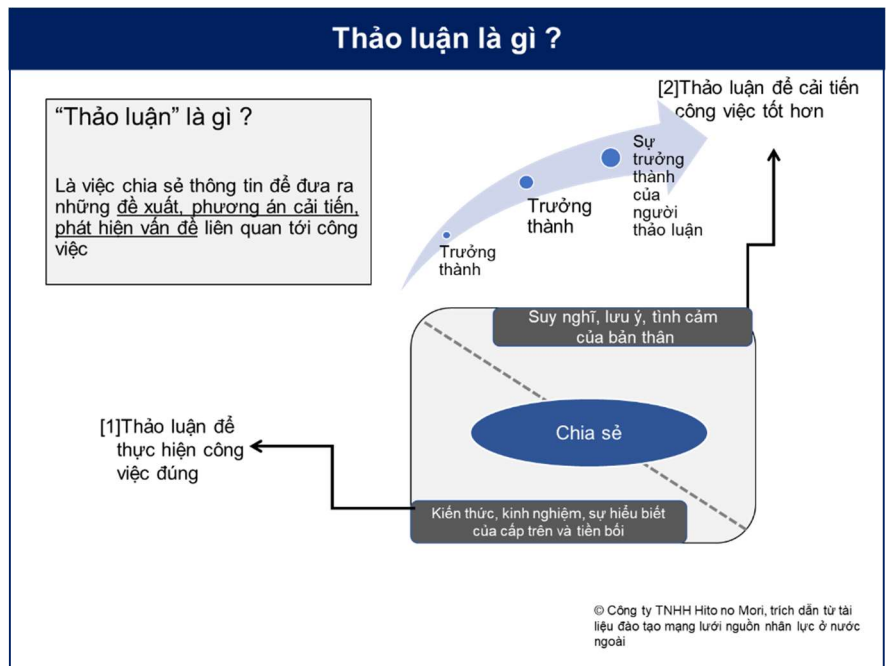 Thảo luận là gì ?
“Thảo luận” là gì ?
Là việc chia sẻ thông tin để đưa ra
những đề xuất, phương án cải tiến,
phát hiện vấn đề liên quan tới công
việc
[2]Thảo luận để cải tiến
công việc tốt hơn
Trưởng
thành
Trưởng
thành
Sự
trưởng
thành
của
người
thảo luận
Suy nghĩ, lưu ý, tình cảm
của bản thân
Chia sẻ
[1]Thảo luận để
thực hiện công
việc đúng
Kiến thức, kinh nghiệm, sự hiểu biết
của cấp trên và tiền bối
© Công ty TNHH Hito no Mori, trích dẫn từ tài
liệu đào tạo mạng lưới nguồn nhân lực ở nước
ngoài